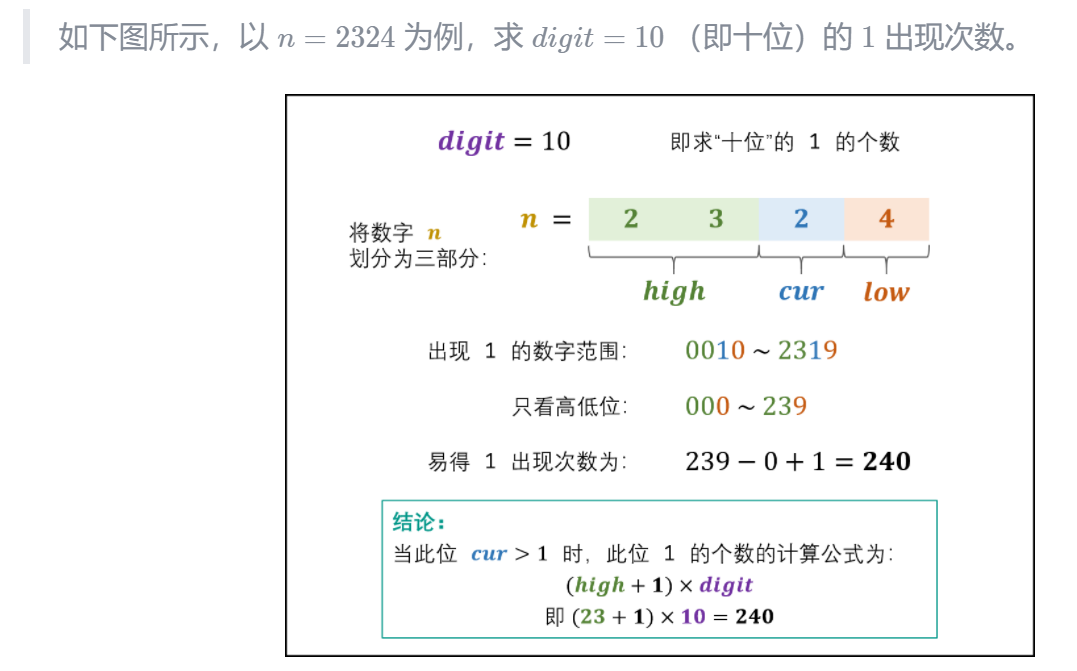 如下图所示，以 n = 2324 为例，求 digit = 10 （即十位）的 1 出现次数。
digit = 10 即求“十位”的 1 的个数
n = 2 3 2 4
将数字 n
划分为三部分：
high cur low
出现 1 的数字范围： 0010 ~ 2319
只看高低位： 000 ~ 239
易得 1 出现次数为： 239 − 0 + 1 = 240
结论：
当此位 cur > 1 时，此位 1 的个数的计算公式为：
(high + 1) × digit
即 (23 + 1) × 10 = 240